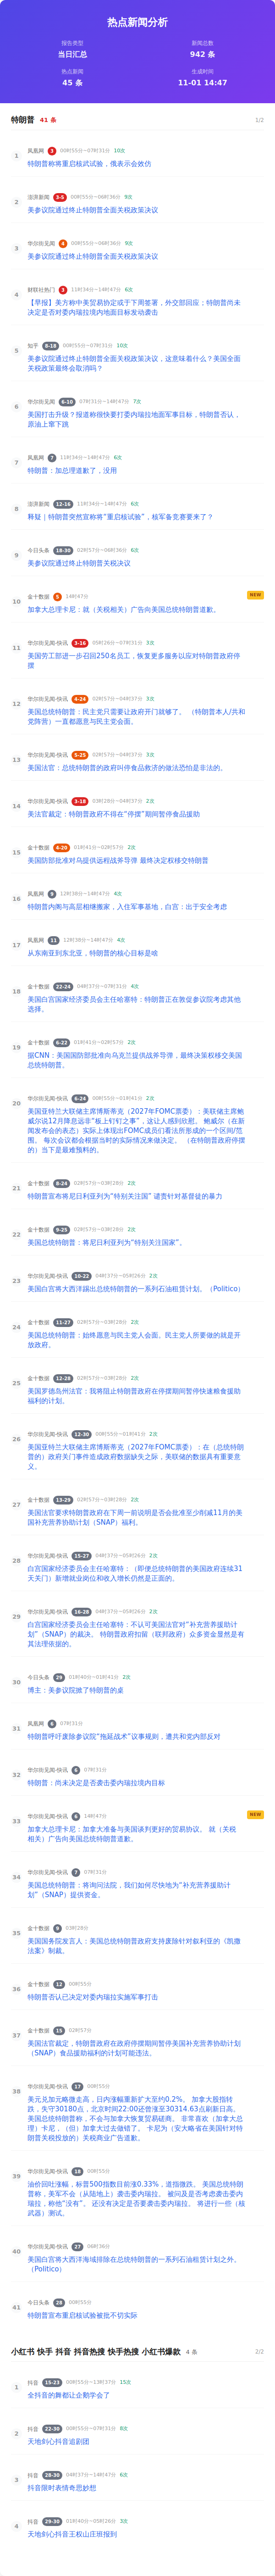 热点新闻分析
报告类型
当日汇总
新闻总数
942 条
热点新闻
45 条
生成时间
11-01 14:47
特朗普 41 条 1/2
1 凤凰网 3 00时55分~07时31分 10次
特朗普称将重启核武试验，俄表示会效仿
2 澎湃新闻 3-5 00时55分~06时36分 9次
美参议院通过终止特朗普全面关税政策决议
3 华尔街见闻 4 00时55分~06时36分 9次
美参议院通过终止特朗普全面关税政策决议
4 财联社热门 3 11时34分~14时47分 6次
【早报】美方称中美贸易协定或于下周签署，外交部回应；特朗普尚未
决定是否对委内瑞拉境内地面目标发动袭击
5 知乎 8-18 00时55分~07时31分 10次
美参议院通过终止特朗普全面关税政策决议，这意味着什么？美国全面
关税政策最终会取消吗？
6 华尔街见闻 6-10 07时31分~14时47分 7次
美国打击升级？报道称很快要打委内瑞拉地面军事目标，特朗普否认，
原油上窜下跳
7 凤凰网 7 11时34分~14时47分 6次
特朗普：加总理道歉了，没用
8 澎湃新闻 12-16 11时34分~14时47分 6次
释疑｜特朗普突然宣称将“重启核试验”，核军备竞赛要来了？
9 今日头条 18-30 02时57分~06时36分 6次
美参议院通过终止特朗普关税决议
10 金十数据 5 14时47分 NEW
加拿大总理卡尼：就（关税相关）广告向美国总统特朗普道歉。
11 华尔街见闻-快讯 3-16 05时26分~07时31分 3次
美国劳工部进一步召回250名员工，恢复更多服务以应对特朗普政府停
摆
12 华尔街见闻-快讯 4-24 02时57分~04时37分 3次
美国总统特朗普：民主党只需要让政府开门就够了。 （特朗普本人/共和
党阵营）一直都愿意与民主党会面。
13 华尔街见闻-快讯 5-25 02时57分~04时37分 3次
美国法官：总统特朗普的政府叫停食品救济的做法恐怕是非法的。
14 华尔街见闻-快讯 3-18 03时28分~04时37分 2次
美法官裁定：特朗普政府不得在“停摆”期间暂停食品援助
15 金十数据 4-20 01时41分~02时57分 2次
美国防部批准对乌提供远程战斧导弹 最终决定权移交特朗普
16 凤凰网 9 12时38分~14时47分 4次
特朗普内阁与高层相继搬家，入住军事基地，白宫：出于安全考虑
17 凤凰网 11 12时38分~14时47分 4次
从东南亚到东北亚，特朗普的核心目标是啥
18 金十数据 22-24 04时37分~07时31分 4次
美国白宫国家经济委员会主任哈塞特：特朗普正在敦促参议院考虑其他
选择。
19 金十数据 6-22 01时41分~02时57分 2次
据CNN：美国国防部批准向乌克兰提供战斧导弹，最终决策权移交美国
总统特朗普。
20 华尔街见闻-快讯 6-24 00时55分~01时41分 2次
美国亚特兰大联储主席博斯蒂克（2027年FOMC票委）：美联储主席鲍
威尔说12月降息远非“板上钉钉之事”，这让人感到欣慰。 鲍威尔（在新
闻发布会的表态）实际上体现出FOMC成员们看法所形成的一个区间/范
围。 每次会议都会根据当时的实际情况来做决定。 （在特朗普政府停摆
的）当下是最难预料的。
21 金十数据 8-24 02时57分~03时28分 2次
特朗普宣布将尼日利亚列为“特别关注国” 谴责针对基督徒的暴力
22 金十数据 9-25 02时57分~03时28分 2次
美国总统特朗普：将尼日利亚列为“特别关注国家”。
23 华尔街见闻-快讯 10-22 04时37分~05时26分 2次
美国白宫将大西洋踢出总统特朗普的一系列石油租赁计划。（Politico）
24 金十数据 11-27 02时57分~03时28分 2次
美国总统特朗普：始终愿意与民主党人会面。民主党人所要做的就是开
放政府。
25 金十数据 12-28 02时57分~03时28分 2次
美国罗德岛州法官：我将阻止特朗普政府在停摆期间暂停快速粮食援助
福利的计划。
26 华尔街见闻-快讯 12-30 00时55分~01时41分 2次
美国亚特兰大联储主席博斯蒂克（2027年FOMC票委）：在（总统特朗
普的）政府关门事件造成政府数据缺失之际，美联储的数据具有重要意
义。
27 金十数据 13-29 02时57分~03时28分 2次
美国法官要求特朗普政府在下周一前说明是否会批准至少削减11月的美
国补充营养协助计划（SNAP）福利。
28 华尔街见闻-快讯 15-27 04时37分~05时26分 2次
白宫国家经济委员会主任哈塞特：（即便总统特朗普的美国政府连续31
天关门）新增就业岗位和收入增长仍然是正面的。
29 华尔街见闻-快讯 16-28 04时37分~05时26分 2次
白宫国家经济委员会主任哈塞特：不认可美国法官对“补充营养援助计
划”（SNAP）的裁决。 特朗普政府扣留（联邦政府）众多资金显然是有
其法理依据的。
30 今日头条 29 01时40分~01时41分 2次
博主：美参议院掀了特朗普的桌
31 凤凰网 6 07时31分
特朗普呼吁废除参议院“拖延战术”议事规则，遭共和党内部反对
32 华尔街见闻-快讯 6 07时31分
特朗普：尚未决定是否袭击委内瑞拉境内目标
33 华尔街见闻-快讯 6 14时47分 NEW
加拿大总理卡尼：加拿大准备与美国谈判更好的贸易协议。 就（关税
相关）广告向美国总统特朗普道歉。
34 华尔街见闻-快讯 7 07时31分
美国总统特朗普：将询问法院，我们如何尽快地为“补充营养援助计
划”（SNAP）提供资金。
35 金十数据 9 03时28分
美国国务院发言人：美国总统特朗普政府支持废除针对叙利亚的《凯撒
法案》制裁。
36 金十数据 12 00时55分
特朗普否认已决定对委内瑞拉实施军事打击
37 金十数据 15 02时57分
美国法官裁定，特朗普政府在政府停摆期间暂停美国补充营养协助计划
（SNAP）食品援助福利的计划可能违法。
38 华尔街见闻-快讯 17 00时55分
美元兑加元略微走高，日内涨幅重新扩大至约0.2%。 加拿大股指转
跌，失守30180点，北京时间22:00还曾涨至30314.63点刷新日高。
美国总统特朗普称，不会与加拿大恢复贸易磋商。 非常喜欢（加拿大总
理）卡尼，（但）加拿大过去做错了。 卡尼为（安大略省在美国针对特
朗普关税投放的）关税商业广告道歉。
39 华尔街见闻-快讯 18 00时55分
油价回吐涨幅，标普500指数目前涨0.33%，道指微跌。 美国总统特朗
普称，美军不会（从陆地上）袭击委内瑞拉。 被问及是否考虑袭击委内
瑞拉，称他“没有”。 还没有决定是否要袭击委内瑞拉。 将进行一些（核
武器）测试。
40 华尔街见闻-快讯 27 06时36分
美国白宫将大西洋海域排除在总统特朗普的一系列石油租赁计划之外。
（Politico）
41 今日头条 28 00时55分
特朗普宣布重启核试验被批不切实际
小红书 快手 抖音 抖音热搜 快手热搜 小红书爆款 4 条 2/2
1 抖音 15-23 00时55分~13时37分 15次
全抖音的舞都让企鹅学会了
2 抖音 22-30 00时55分~07时31分 8次
天地剑心抖音追剧团
3 抖音 28-30 04时37分~14时47分 6次
抖音限时表情奇思妙想
4 抖音 29-30 01时40分~05时26分 3次
天地剑心抖音王权山庄班报到